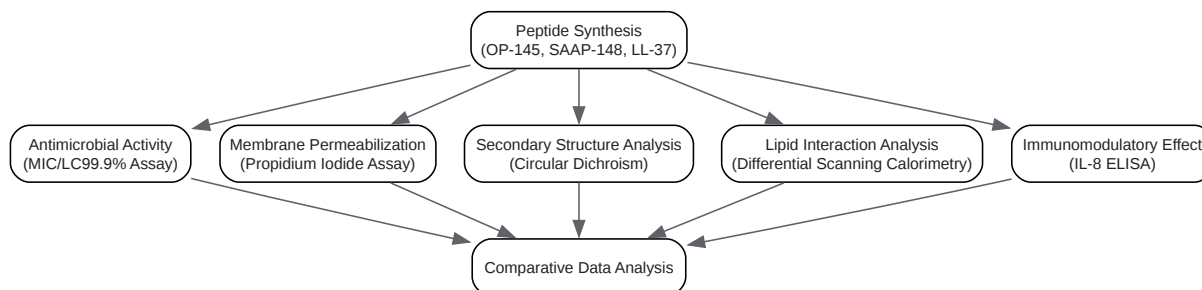 Peptide Synthesis
(OP-145, SAAP-148, LL-37)
Antimicrobial Activity
(MIC/LC99.9% Assay)
Membrane Permeabilization
(Propidium Iodide Assay)
Secondary Structure Analysis
(Circular Dichroism)
Lipid Interaction Analysis
(Differential Scanning Calorimetry)
Immunomodulatory Effect
(IL-8 ELISA)
Comparative Data Analysis